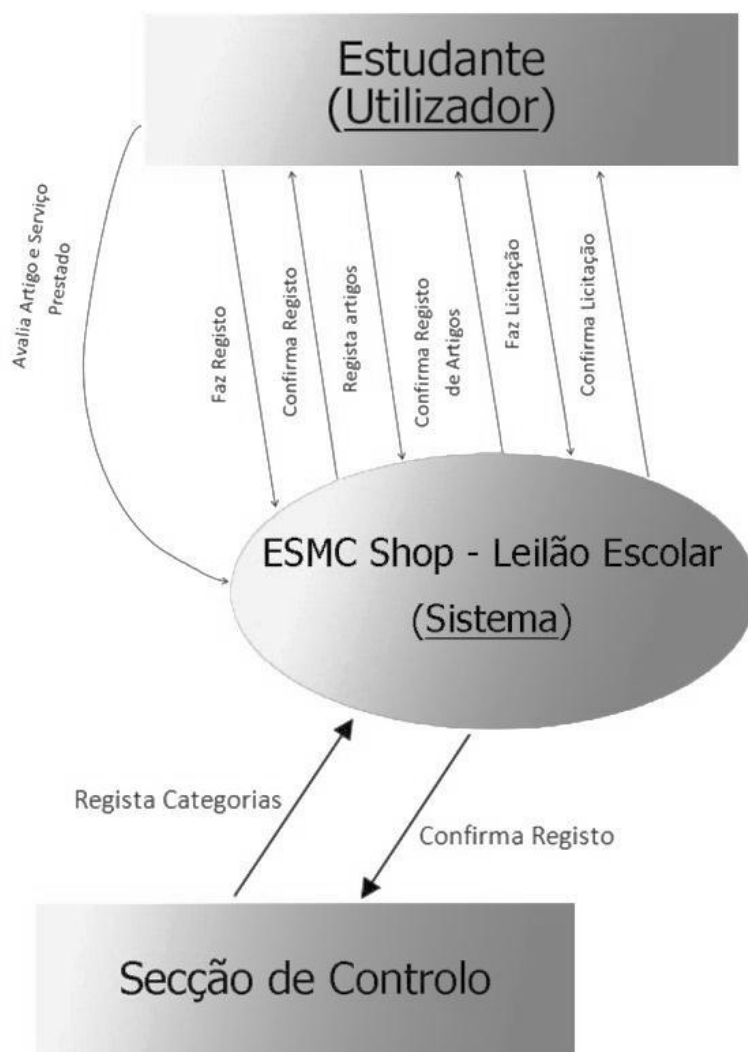 Estudante
(Utilizador)
Avalia Artigo e Serviço
Prestado
Faz Registo
Confirma Registo
Regista artigos
Confirma Registo
de Artigos
Faz Licitação
Confirma Licitação
ESMC Shop - Leilão Escolar
(Sistema)
Regista Categorias
Confirma Registo
Secção de Controlo